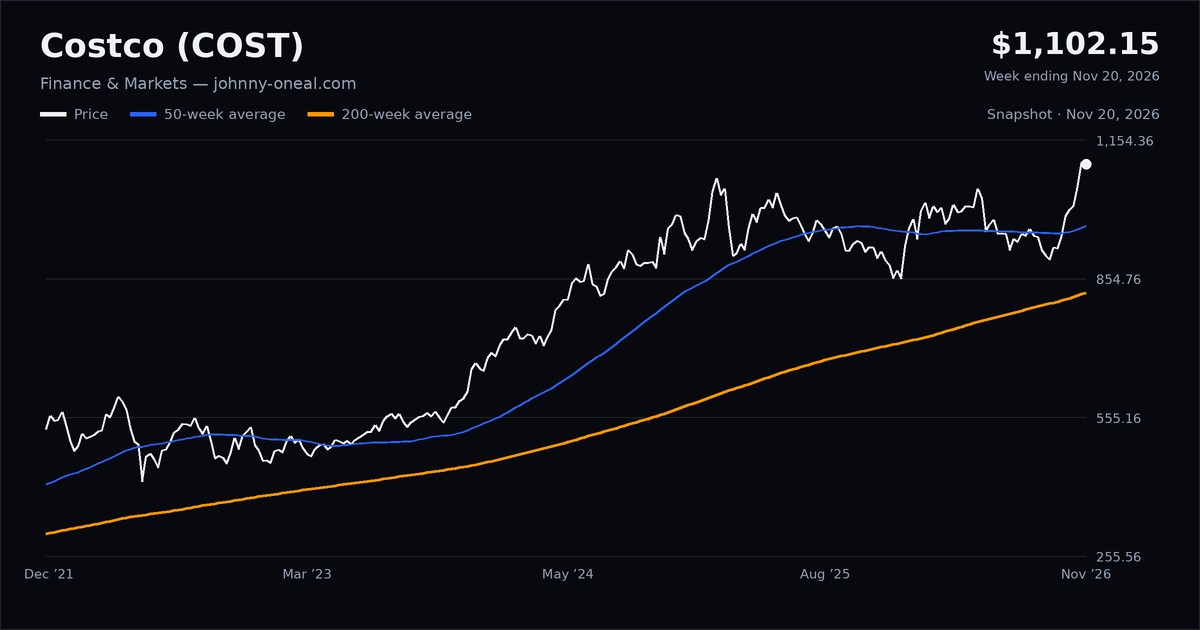 Costco (COST)
$1,102.15
Finance & Markets — johnny-oneal.com
Week ending Nov 20, 2026
Price
50-week average
200-week average
Snapshot · Nov 20, 2026
1,154.36
854.76
555.16
255.56
Dec ’21
Mar ’23
May ’24
Aug ’25
Nov ’26